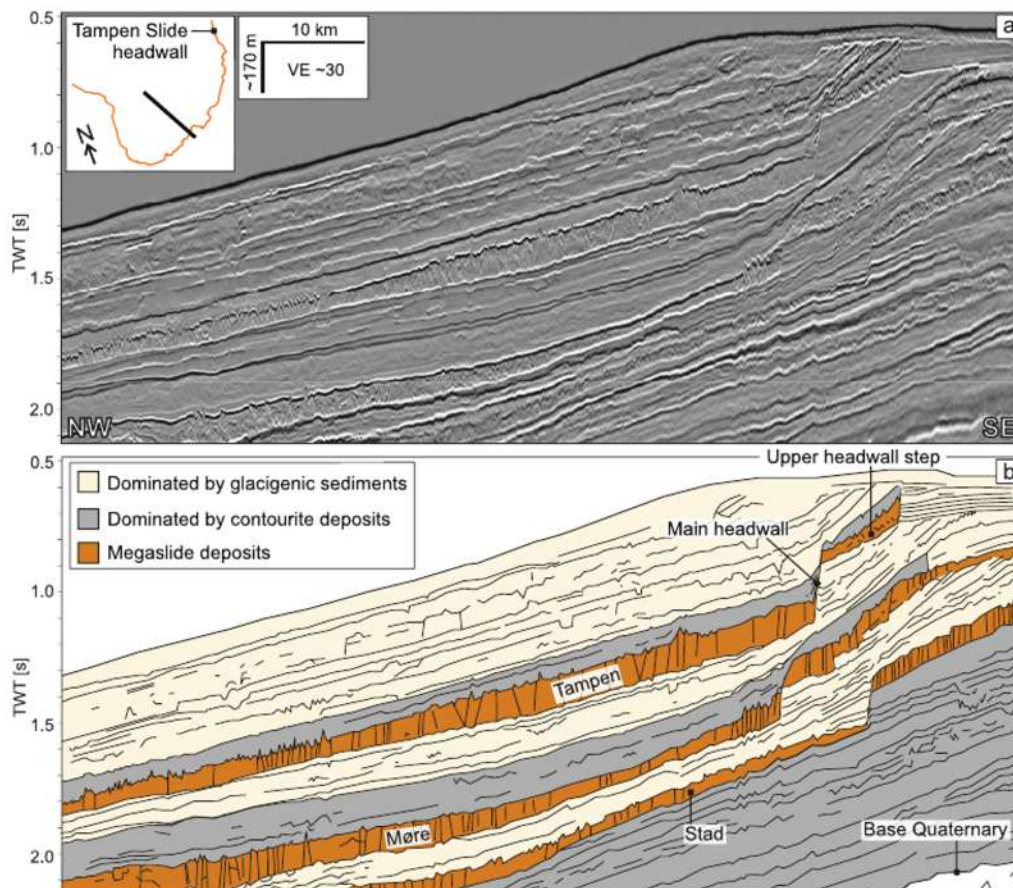 Tampen Slide
headwall
N
10 km
~170 m
VE ~30
a
0.5
1.0
1.5
2.0
TWT [s]
NW
SE
b
0.5
1.0
1.5
2.0
TWT [s]
Dominated by glacigenic sediments
Dominated by contourite deposits
Megaslide deposits
Upper headwall step
Main headwall
Tampen
Møre
Stad
Base Quaternary